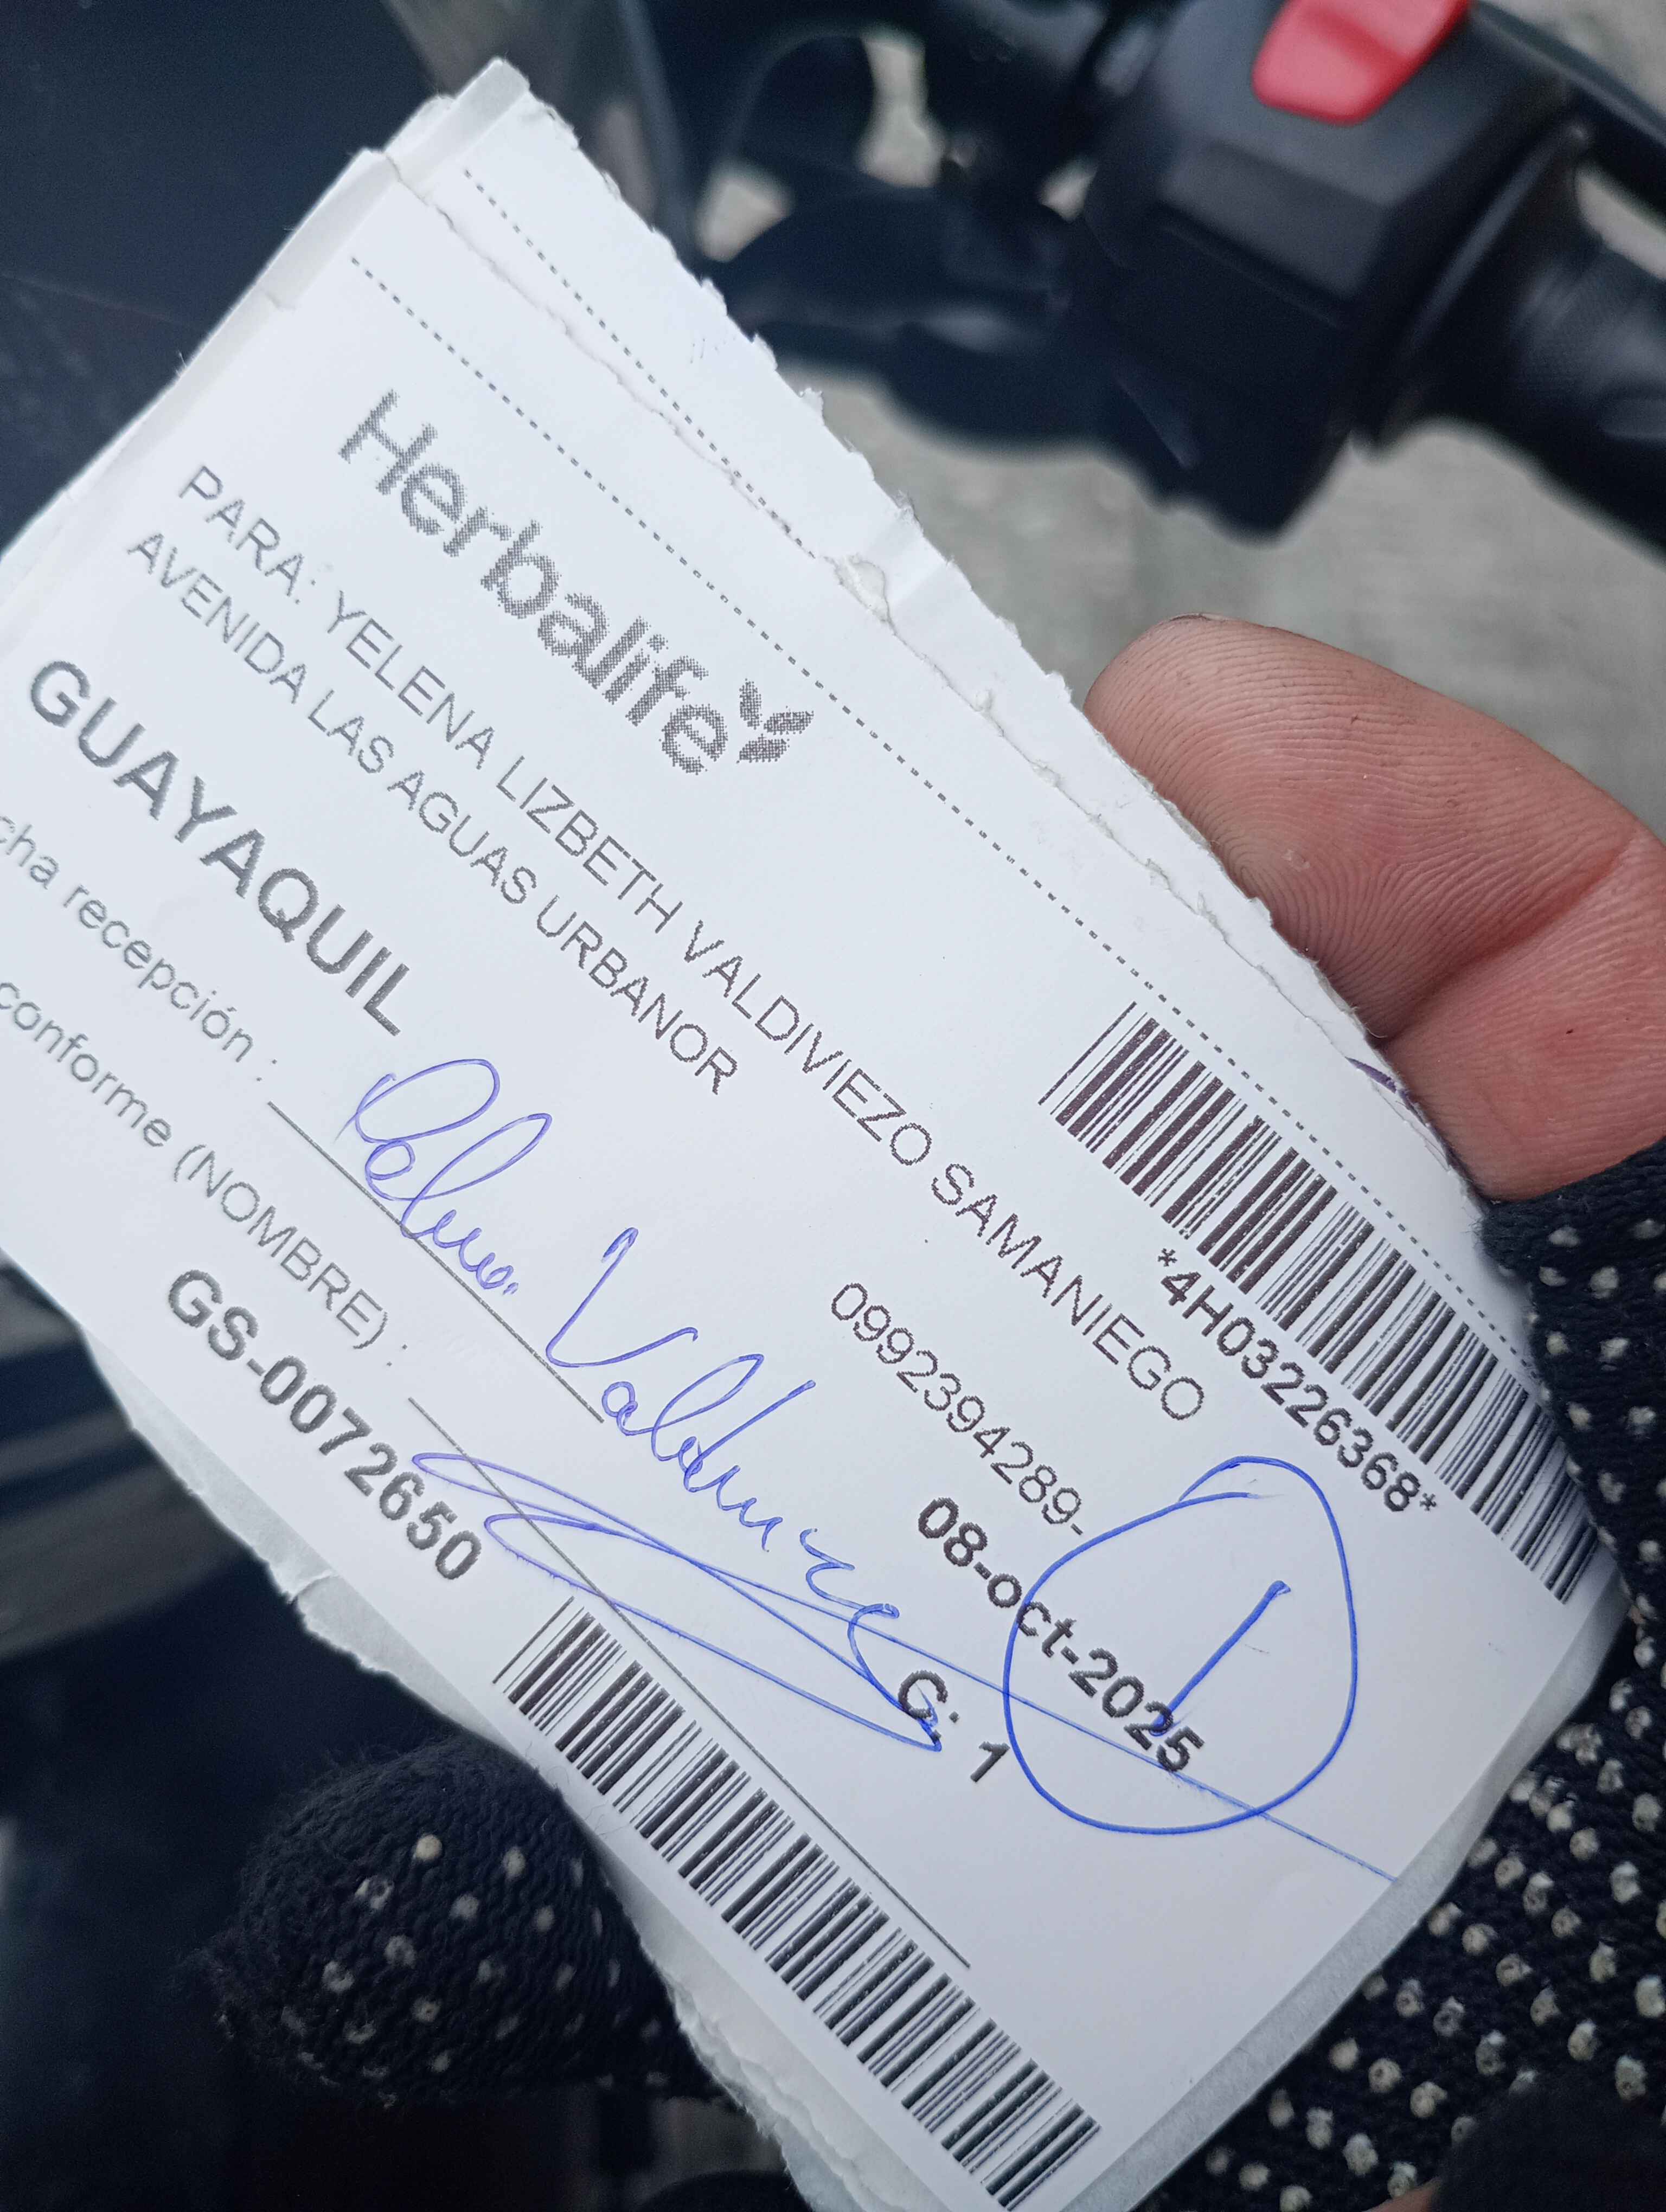 Herbalife
*4H03226368*
PARA: YELENA LIZBETH VALDIVIEZO SAMANIEGO
AVENIDA LAS AGUAS URBANOR
0992394289-
GUAYAQUIL
08-oct-2025
1
cha recepción :
Valdiviezo
C. 1
conforme (NOMBRE) :
GS-0072650